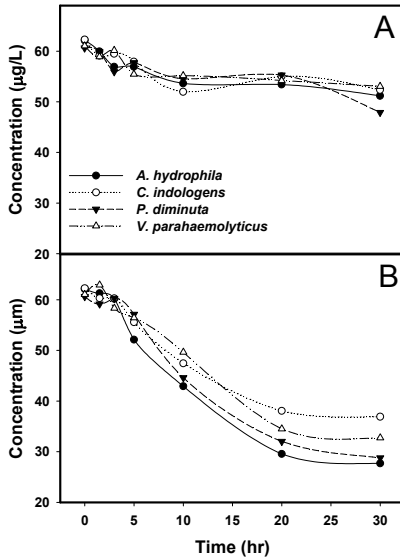 A
Concentration (μg/L)
60
50
40
30
20
A. hydrophila
C. indologens
P. diminuta
V. parahaemolyticus
B
Concentration (μm)
60
50
40
30
20
0 5 10 15 20 25 30
Time (hr)